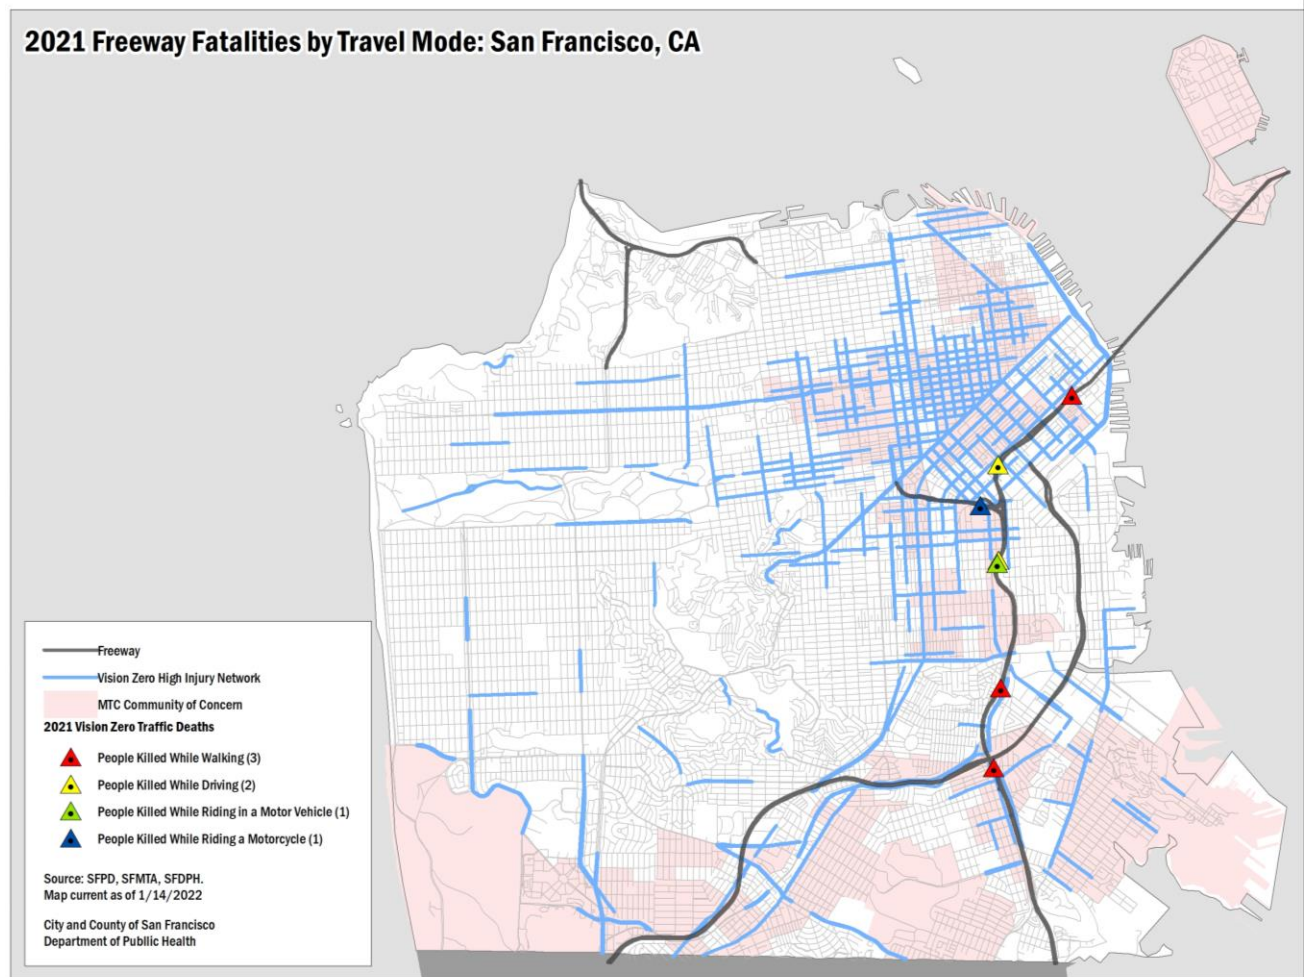 2021 Freeway Fatalities by Travel Mode: San Francisco, CA
Freeway
Vision Zero High Injury Network
MTC Community of Concern
2021 Vision Zero Traffic Deaths
People Killed While Walking (3)
People Killed While Driving (2)
People Killed While Riding in a Motor Vehicle (1)
People Killed While Riding a Motorcycle (1)
Source: SFPD, SFMTA, SFDPH.
Map current as of 1/14/2022
City and County of San Francisco
Department of Publlic Health